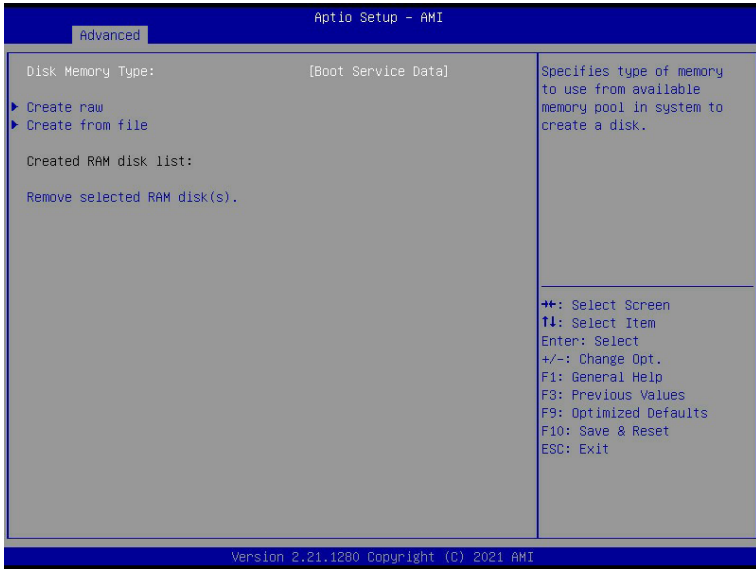 Aptio Setup – AMI
Advanced
Disk Memory Type: [Boot Service Data]
Create raw
Create from file
Created RAM disk list:
Remove selected RAM disk(s).
Specifies type of memory
to use from available
memory pool in system to
create a disk.
→←: Select Screen
↑↓: Select Item
Enter: Select
+/-: Change Opt.
F1: General Help
F3: Previous Values
F9: Optimized Defaults
F10: Save & Reset
ESC: Exit
Version 2.21.1280 Copyright (C) 2021 AMI